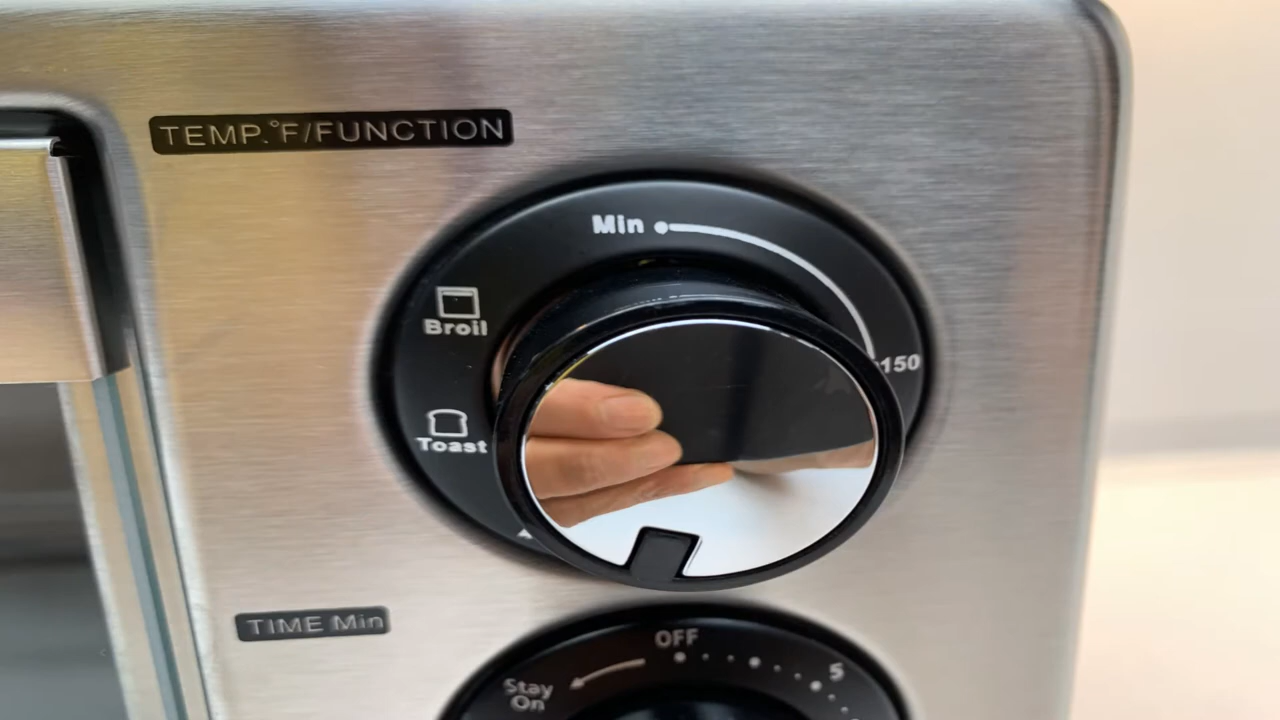 TEMP.°F/FUNCTION
Min
Broil
150
Toast
TIME Min
OFF
5
Stay
On